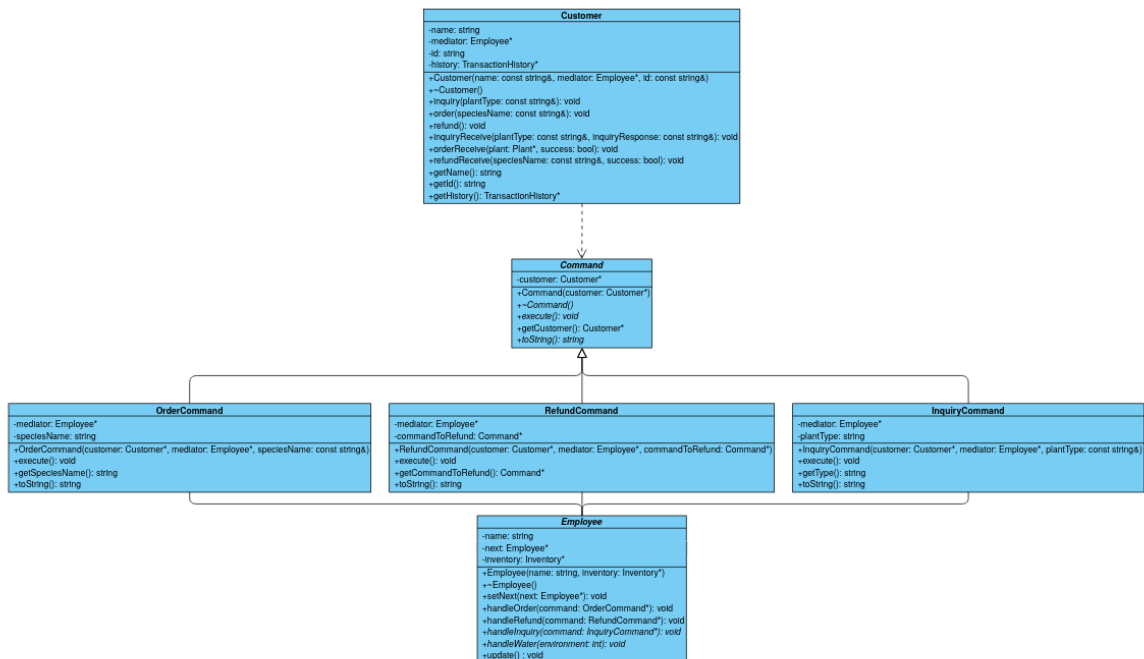 Customer
-name: string
-mediator: Employee*
-id: string
-history: TransactionHistory*
+Customer(name: const string&, mediator: Employee*, id: const string&)
+~Customer()
+inquiry(plantType: const string&): void
+order(speciesName: const string&): void
+refund(): void
+inquiryReceive(plantType: const string&, inquiryResponse: const string&): void
+orderReceive(plant: Plant*, success: bool): void
+refundReceive(speciesName: const string&, success: bool): void
+getName(): string
+getId(): string
+getHistory(): TransactionHistory*
Command
-customer: Customer*
+Command(customer: Customer*)
+~Command()
+execute(): void
+getCustomer(): Customer*
+toString(): string
OrderCommand
-mediator: Employee*
-speciesName: string
+OrderCommand(customer: Customer*, mediator: Employee*, speciesName: const string&)
+execute(): void
+getSpeciesName(): string
+toString(): string
RefundCommand
-mediator: Employee*
-commandToRefund: Command*
+RefundCommand(customer: Customer*, mediator: Employee*, commandToRefund: Command*)
+execute(): void
+getCommandToRefund(): Command*
+toString(): string
InquiryCommand
-mediator: Employee*
-plantType: string
+InquiryCommand(customer: Customer*, mediator: Employee*, plantType: const string&)
+execute(): void
+getType(): string
+toString(): string
Employee
-name: string
-next: Employee*
-inventory: Inventory*
+Employee(name: string, inventory: Inventory*)
+~Employee()
+setNext(next: Employee*): void
+handleOrder(command: OrderCommand*): void
+handleRefund(command: RefundCommand*): void
+handleInquiry(command: InquiryCommand*): void
+handleWater(environment: int): void
+update() : void